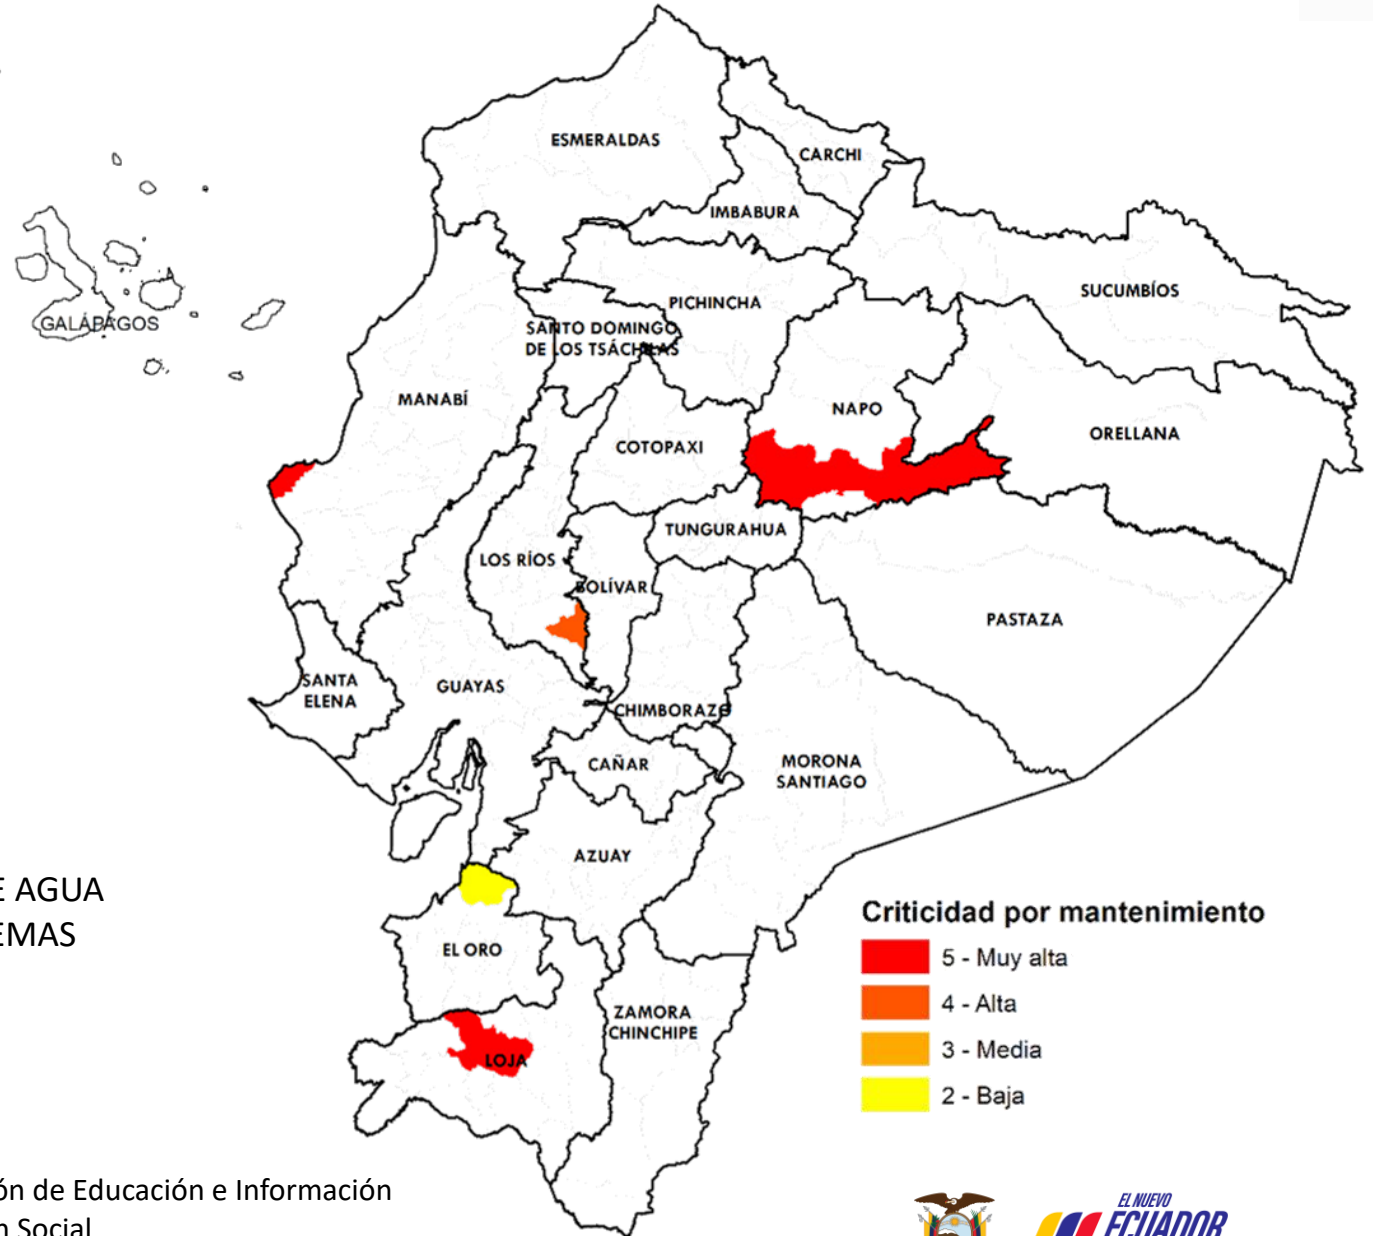 ESMERALDAS
CARCHI
IMBABURA
SUCUMBÍOS
PICHINCHA
GALÁPAGOS
SANTO DOMINGO
DE LOS TSÁCHILAS
MANABÍ
NAPO
ORELLANA
COTOPAXI
TUNGURAHUA
LOS RÍOS
BOLÍVAR
PASTAZA
SANTA
ELENA
GUAYAS
CHIMBORAZO
CAÑAR
MORONA
SANTIAGO
AZUAY
E AGUA
EMAS
EL ORO
ZAMORA
CHINCHIPE
LOJA
Criticidad por mantenimiento
5 - Muy alta
4 - Alta
3 - Media
2 - Baja
ón de Educación e Información
n Social
EL NUEVO
ECUADOR